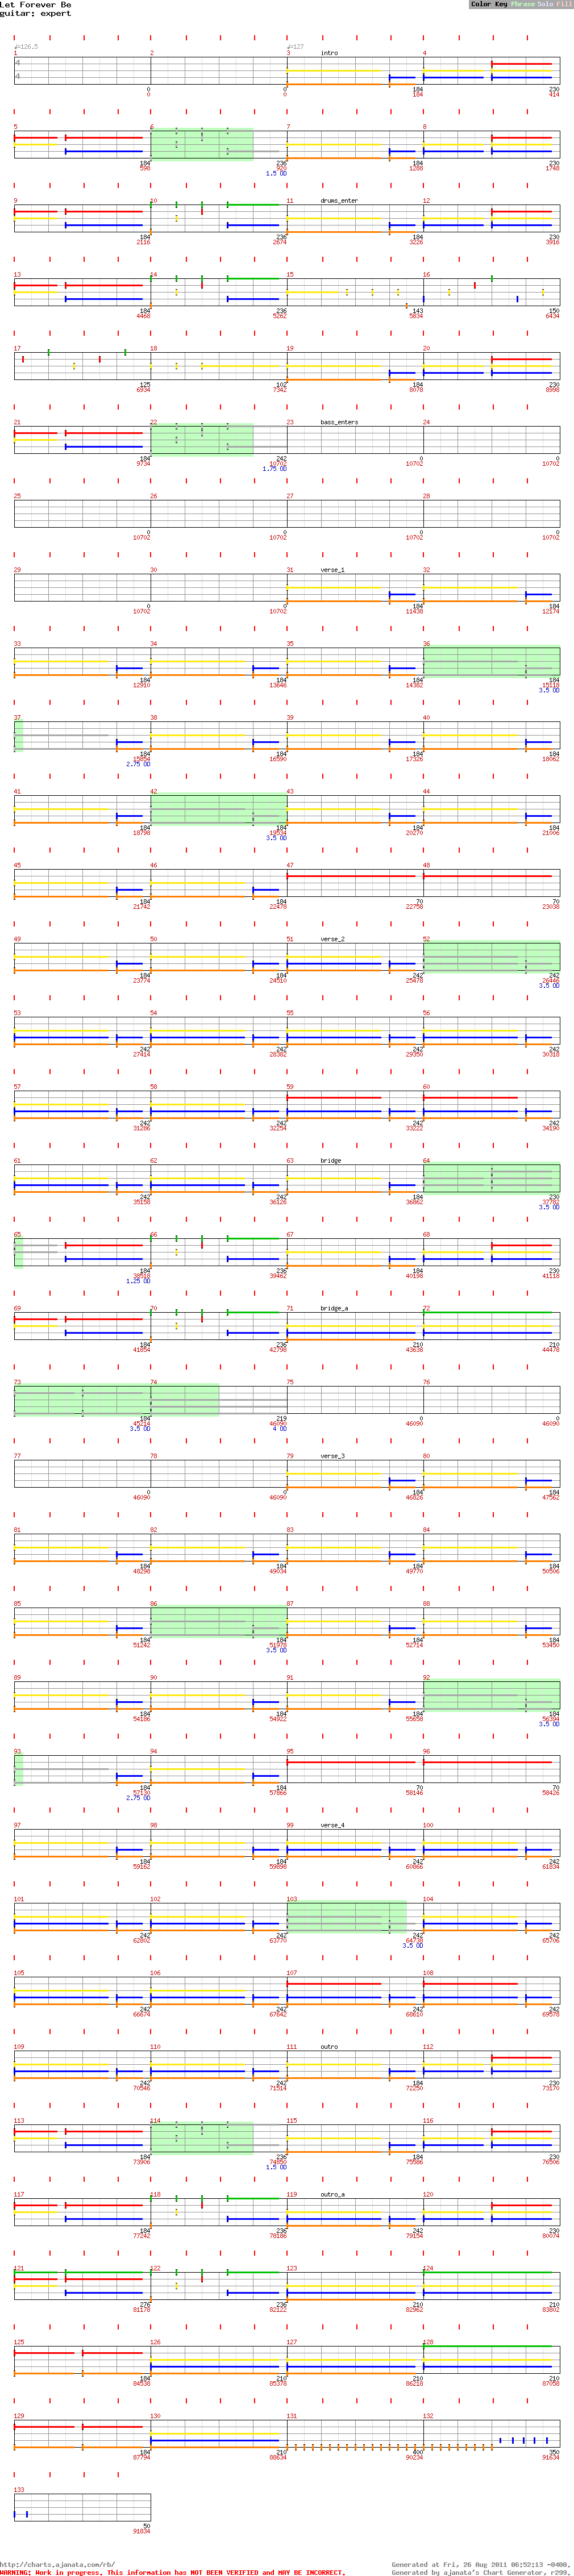 Let Forever Be
guitar: expert
Color Key Phrase Solo Fill
♩=126.5 ♩=127
1 2 3 intro 4
0 0 184 230
0 0 184 414
5 6 7 8
184 236 184 230
598 920 1288 1748
1.5 OD
9 10 11 drums_enter 12
184 236 184 230
2116 2674 3226 3916
13 14 15 16
184 236 143 150
4468 5262 5834 6434
17 18 19 20
125 102 184 230
6934 7342 8078 8998
21 22 23 bass_enters 24
184 242 0 0
9734 10702 10702 10702
1.75 OD
25 26 27 28
0 0 0 0
10702 10702 10702 10702
29 30 31 verse_1 32
0 0 184 184
10702 10702 11438 12174
33 34 35 36
184 184 184 184
12910 13646 14382 15118
3.5 OD
37 38 39 40
184 184 184 184
15854 16590 17326 18062
2.75 OD
41 42 43 44
184 184 184 184
18798 19534 20270 21006
3.5 OD
45 46 47 48
184 184 70 70
21742 22478 22758 23038
49 50 51 verse_2 52
184 184 242 242
23774 24510 25478 26446
3.5 OD
53 54 55 56
242 242 242 242
27414 28382 29350 30318
57 58 59 60
242 242 242 242
31286 32254 33222 34190
61 62 63 bridge 64
242 242 184 230
35158 36126 36862 37782
3.5 OD
65 66 67 68
184 236 184 230
38518 39462 40198 41118
1.25 OD
69 70 71 bridge_a 72
184 236 210 210
41854 42798 43638 44478
73 74 75 76
184 219 0 0
45214 46090 46090 46090
3.5 OD 4 OD
77 78 79 verse_3 80
0 0 184 184
46090 46090 46826 47562
81 82 83 84
184 184 184 184
48298 49034 49770 50506
85 86 87 88
184 184 184 184
51242 51978 52714 53450
3.5 OD
89 90 91 92
184 184 184 184
54186 54922 55658 56394
3.5 OD
93 94 95 96
184 184 70 70
57130 57866 58146 58426
2.75 OD
97 98 99 verse_4 100
184 184 242 242
59162 59898 60866 61834
101 102 103 104
242 242 242 242
62802 63770 64738 65706
3.5 OD
105 106 107 108
242 242 242 242
66674 67642 68610 69578
109 110 111 outro 112
242 242 184 230
70546 71514 72250 73170
113 114 115 116
184 236 184 230
73906 74850 75586 76506
1.5 OD
117 118 119 outro_a 120
184 236 242 230
77242 78186 79154 80074
121 122 123 124
276 236 210 210
81178 82122 82962 83802
125 126 127 128
184 210 210 210
84538 85378 86218 87058
129 130 131 132
184 210 400 350
87794 88634 90234 91634
133
50
91834
http://charts.ajanata.com/rb/
WARNING: Work in progress. This information has NOT BEEN VERIFIED and MAY BE INCORRECT.
Generated at Fri, 26 Aug 2011 06:52:13 -0400,
Generated by ajanata's Chart Generator, r299,